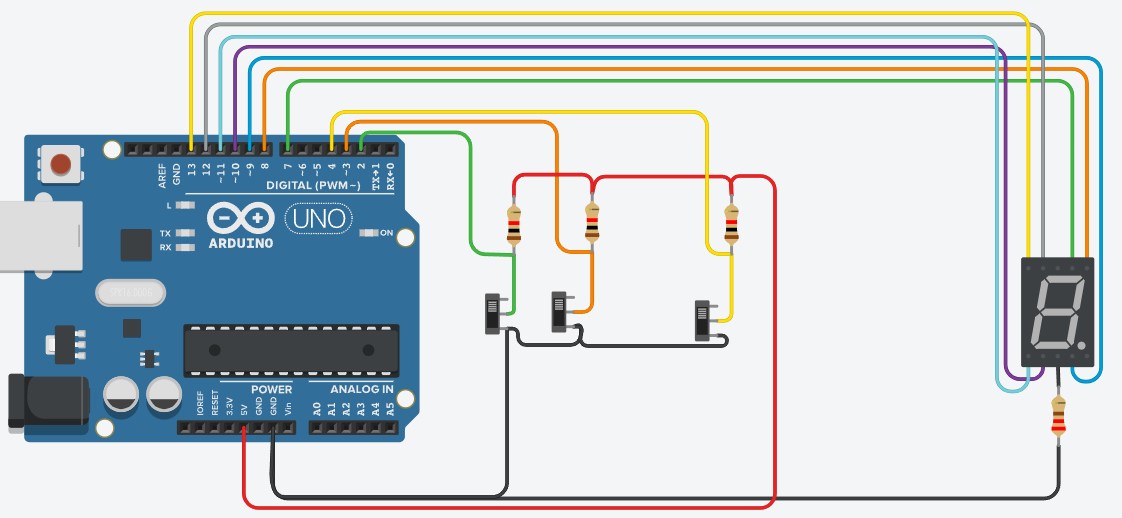 AREF
GND
13
12
~11
~10
~9
8
7
~6
~5
4
~3
2
TX→1
RX←0
DIGITAL (PWM~)
L
TX
RX
ARDUINO
UNO
ON
POWER
ANALOG IN
IOREF
RESET
3.3V
5V
GND
GND
Vin
A0
A1
A2
A3
A4
A5